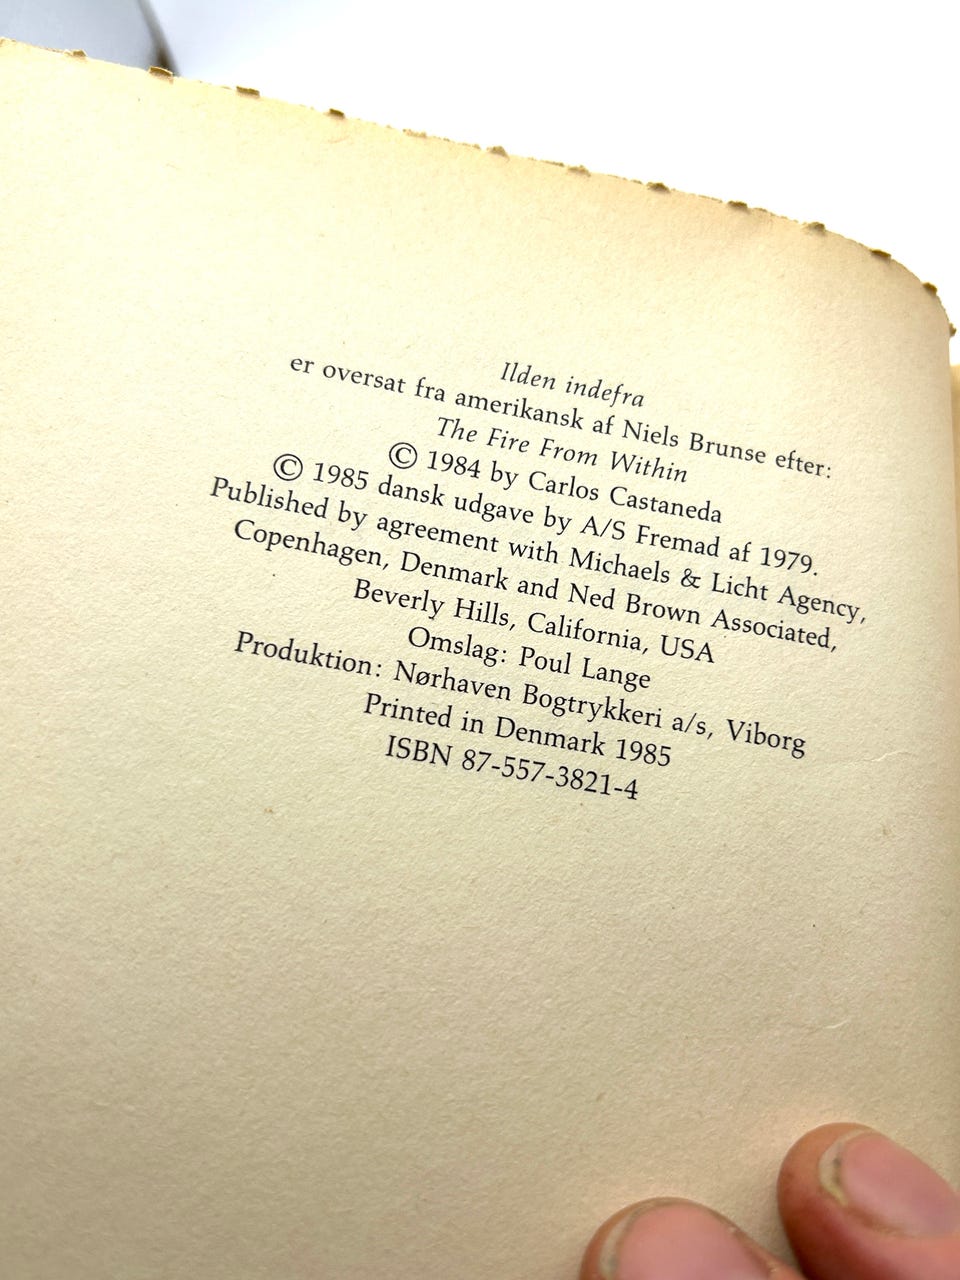 Ilden indefra
er oversat fra amerikansk af Niels Brunse efter:
The Fire From Within
© 1984 by Carlos Castaneda
© 1985 dansk udgave by A/S Fremad af 1979.
Published by agreement with Michaels & Licht Agency,
Copenhagen, Denmark and Ned Brown Associated,
Beverly Hills, California, USA
Omslag: Poul Lange
Produktion: Nørhaven Bogtrykkeri a/s, Viborg
Printed in Denmark 1985
ISBN 87-557-3821-4